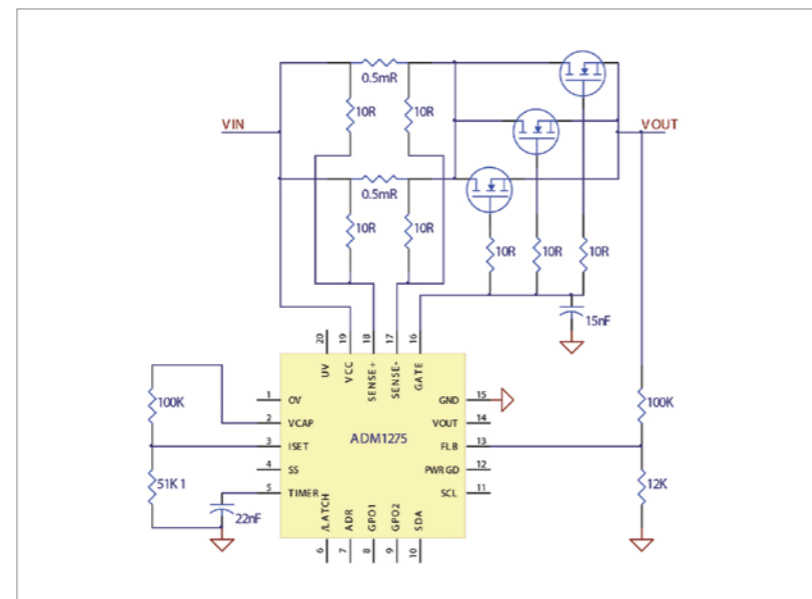 0.5mR
10R
10R
VIN
VOUT
0.5mR
10R
10R
10R
10R
10R
15nF
20
19
18
17
16
UV
VCC
SENSE+
SENSE-
GATE
1
OV
GND
15
100K
100K
2
VCAP
VOUT
14
ADM1275
3
ISET
FLB
13
4
SS
PWRGD
12
51K1
12K
5
TIMER
SCL
11
22nF
/LATCH
ADR
GPO1
GPO2
SDA
6
7
8
9
10